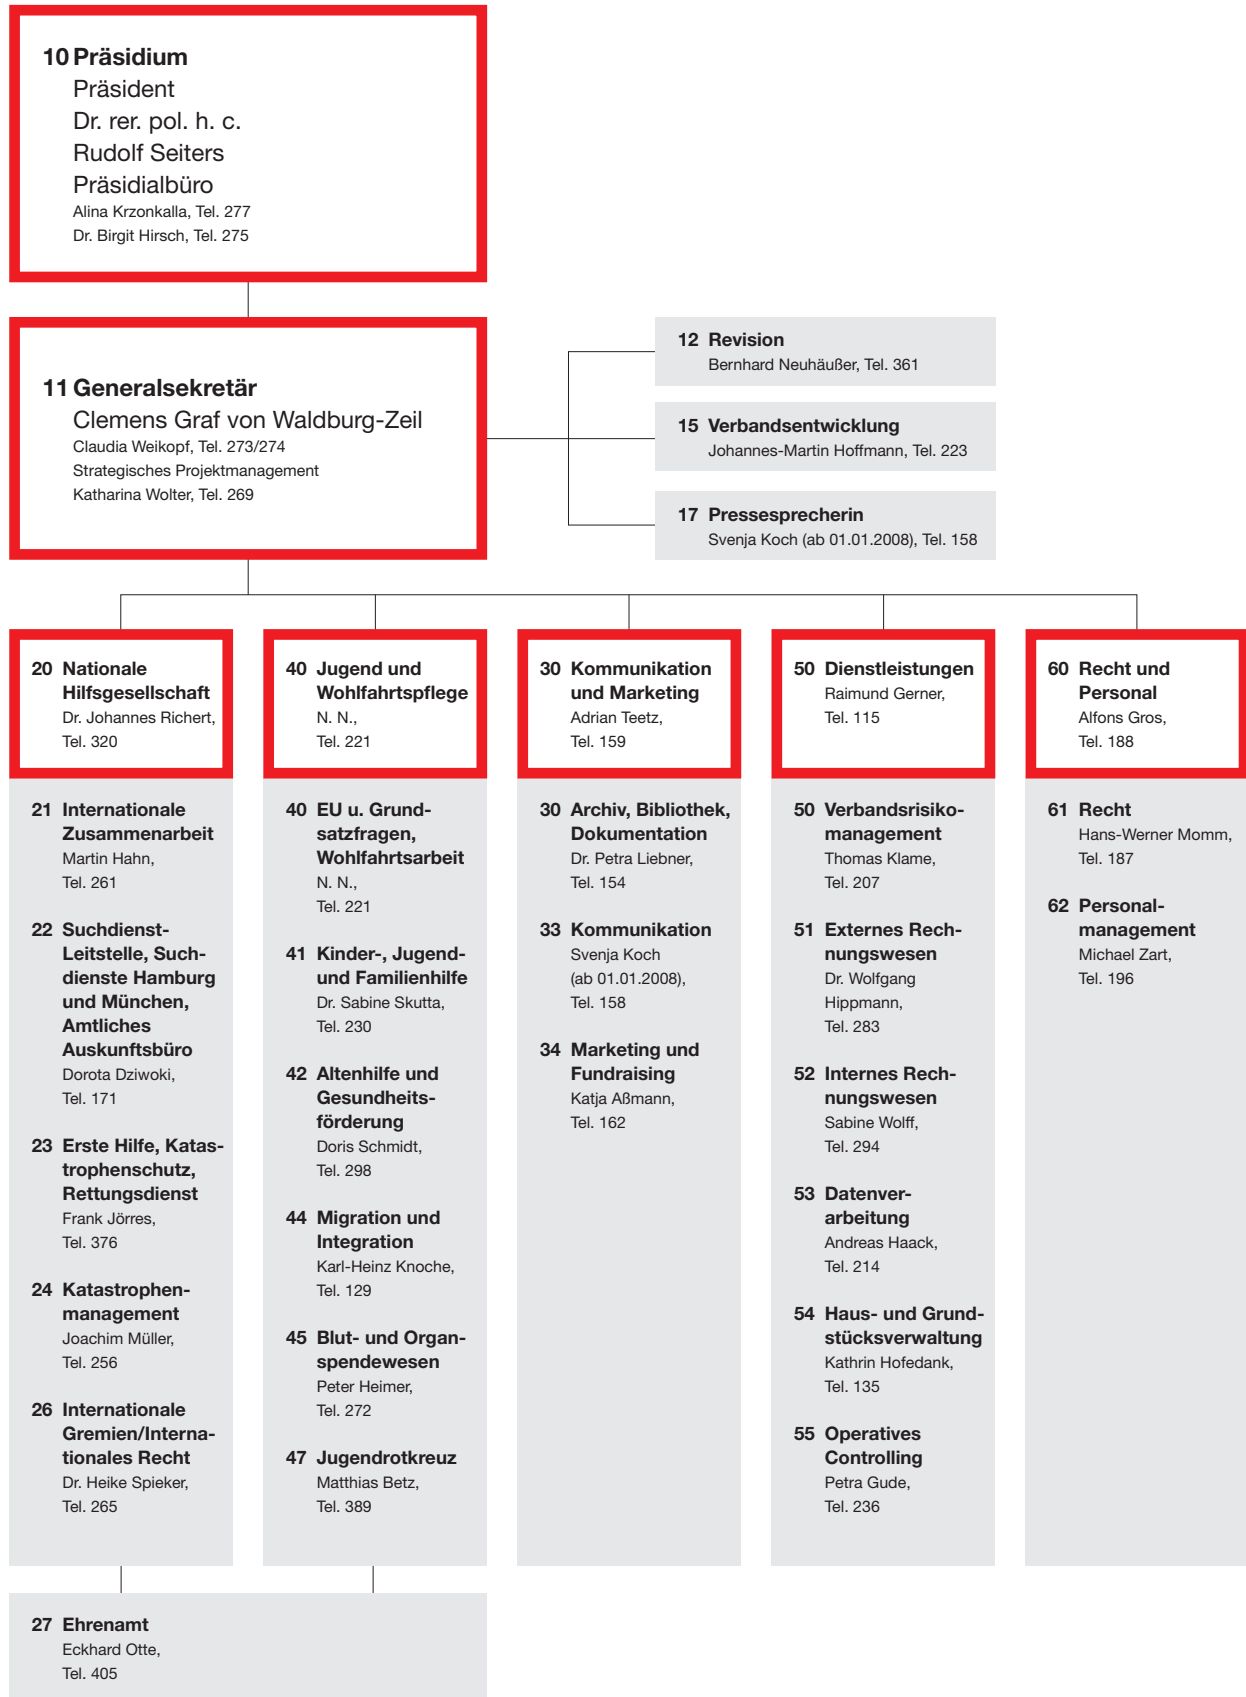 10 Präsidium
Präsident
Dr. rer. pol. h. c.
Rudolf Seiters
Präsidialbüro
Alina Krzonkalla, Tel. 277
Dr. Birgit Hirsch, Tel. 275
11 Generalsekretär
Clemens Graf von Waldburg-Zeil
Claudia Weikopf, Tel. 273/274
Strategisches Projektmanagement
Katharina Wolter, Tel. 269
12 Revision
Bernhard Neuhäußer, Tel. 361
15 Verbandsentwicklung
Johannes-Martin Hoffmann, Tel. 223
17 Pressesprecherin
Svenja Koch (ab 01.01.2008), Tel. 158
20 Nationale
Hilfsgesellschaft
Dr. Johannes Richert,
Tel. 320
21 Internationale
Zusammenarbeit
Martin Hahn,
Tel. 261
22 Suchdienst-
Leitstelle, Such-
dienste Hamburg
und München,
Amtliches
Auskunftsbüro
Dorota Dziwoki,
Tel. 171
23 Erste Hilfe, Katas-
trophenschutz,
Rettungsdienst
Frank Jörres,
Tel. 376
24 Katastrophen-
management
Joachim Müller,
Tel. 256
26 Internationale
Gremien/Interna-
tionales Recht
Dr. Heike Spieker,
Tel. 265
40 Jugend und
Wohlfahrtspflege
N. N.,
Tel. 221
40 EU u. Grund-
satzfragen,
Wohlfahrtsarbeit
N. N.,
Tel. 221
41 Kinder-, Jugend-
und Familienhilfe
Dr. Sabine Skutta,
Tel. 230
42 Altenhilfe und
Gesundheits-
förderung
Doris Schmidt,
Tel. 298
44 Migration und
Integration
Karl-Heinz Knoche,
Tel. 129
45 Blut- und Organ-
spendewesen
Peter Heimer,
Tel. 272
47 Jugendrotkreuz
Matthias Betz,
Tel. 389
30 Kommunikation
und Marketing
Adrian Teetz,
Tel. 159
30 Archiv, Bibliothek,
Dokumentation
Dr. Petra Liebner,
Tel. 154
33 Kommunikation
Svenja Koch
(ab 01.01.2008),
Tel. 158
34 Marketing und
Fundraising
Katja Aßmann,
Tel. 162
50 Dienstleistungen
Raimund Gerner,
Tel. 115
50 Verbandsrisiko-
management
Thomas Klame,
Tel. 207
51 Externes Rech-
nungswesen
Dr. Wolfgang
Hippmann,
Tel. 283
52 Internes Rech-
nungswesen
Sabine Wolff,
Tel. 294
53 Datenver-
arbeitung
Andreas Haack,
Tel. 214
54 Haus- und Grund-
stücksverwaltung
Kathrin Hofedank,
Tel. 135
55 Operatives
Controlling
Petra Gude,
Tel. 236
60 Recht und
Personal
Alfons Gros,
Tel. 188
61 Recht
Hans-Werner Momm,
Tel. 187
62 Personal-
management
Michael Zart,
Tel. 196
27 Ehrenamt
Eckhard Otte,
Tel. 405